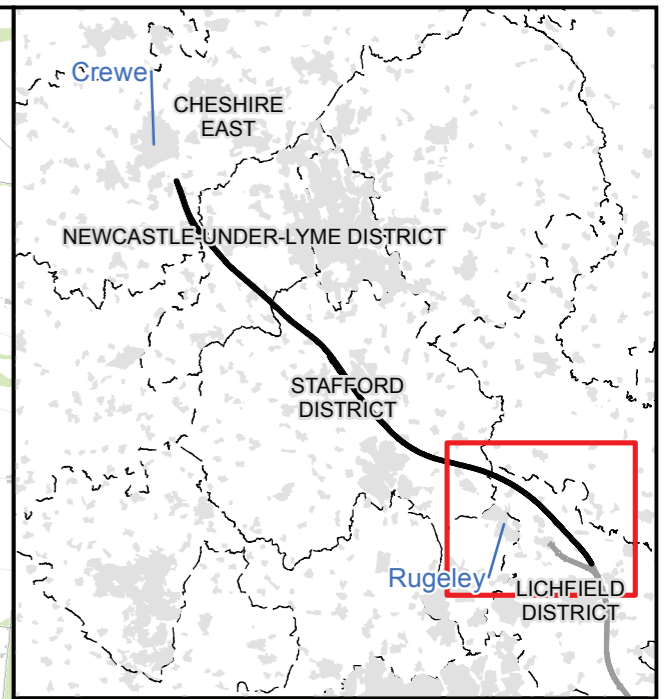 Crewe
CHESHIRE
EAST
NEWCASTLE-UNDER-LYME DISTRICT
STAFFORD
DISTRICT
Rugeley
LICHFIELD
DISTRICT